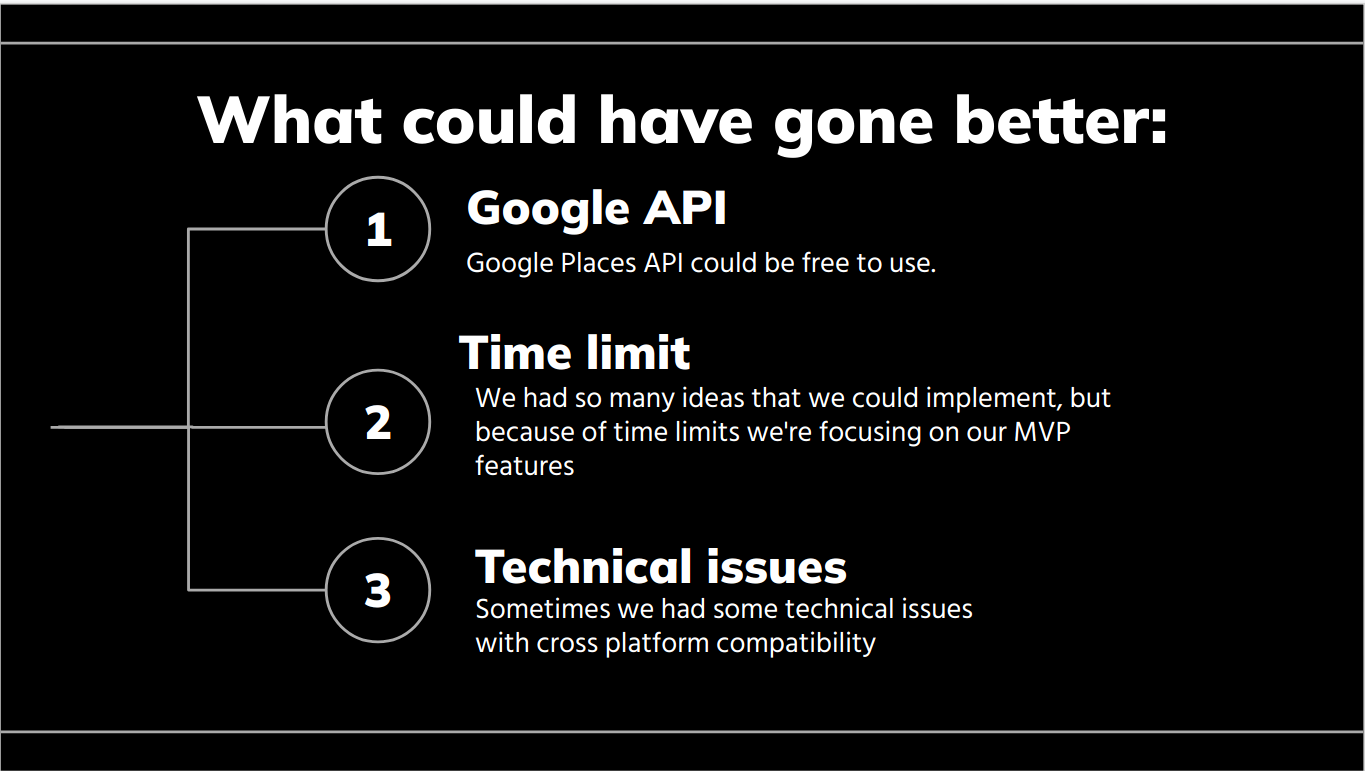 What could have gone better:
1
Google API
Google Places API could be free to use.
Time limit
2
We had so many ideas that we could implement, but
because of time limits we're focusing on our MVP
features
3
Technical issues
Sometimes we had some technical issues
with cross platform compatibility